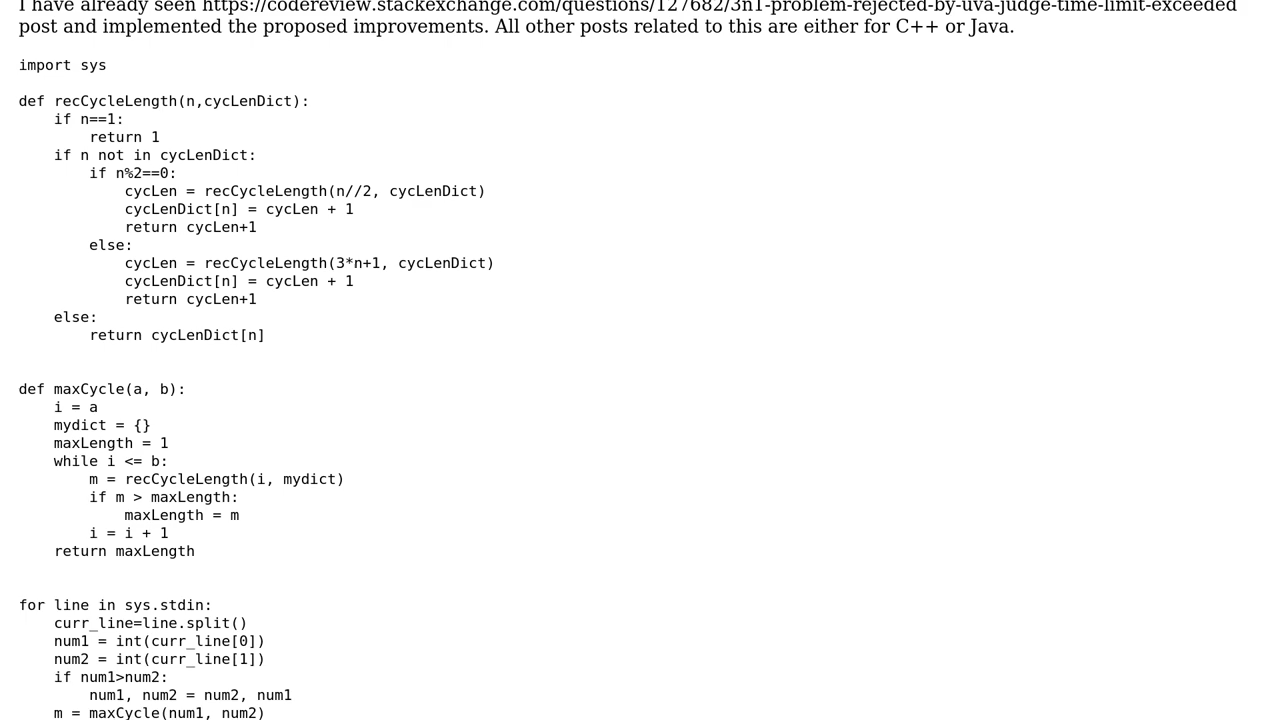 I have already seen https://codereview.stackexchange.com/questions/127682/3n1-problem-rejected-by-uva-judge-time-limit-exceeded
post and implemented the proposed improvements. All other posts related to this are either for C++ or Java.
import sys
def recCycleLength(n,cycLenDict):
    if n==1:
        return 1
    if n not in cycLenDict:
        if n%2==0:
            cycLen = recCycleLength(n//2, cycLenDict)
            cycLenDict[n] = cycLen + 1
            return cycLen+1
        else:
            cycLen = recCycleLength(3*n+1, cycLenDict)
            cycLenDict[n] = cycLen + 1
            return cycLen+1
    else:
        return cycLenDict[n]
def maxCycle(a, b):
    i = a
    mydict = {}
    maxLength = 1
    while i <= b:
        m = recCycleLength(i, mydict)
        if m > maxLength:
            maxLength = m
        i = i + 1
    return maxLength
for line in sys.stdin:
    curr_line=line.split()
    num1 = int(curr_line[0])
    num2 = int(curr_line[1])
    if num1>num2:
        num1, num2 = num2, num1
    m = maxCycle(num1, num2)